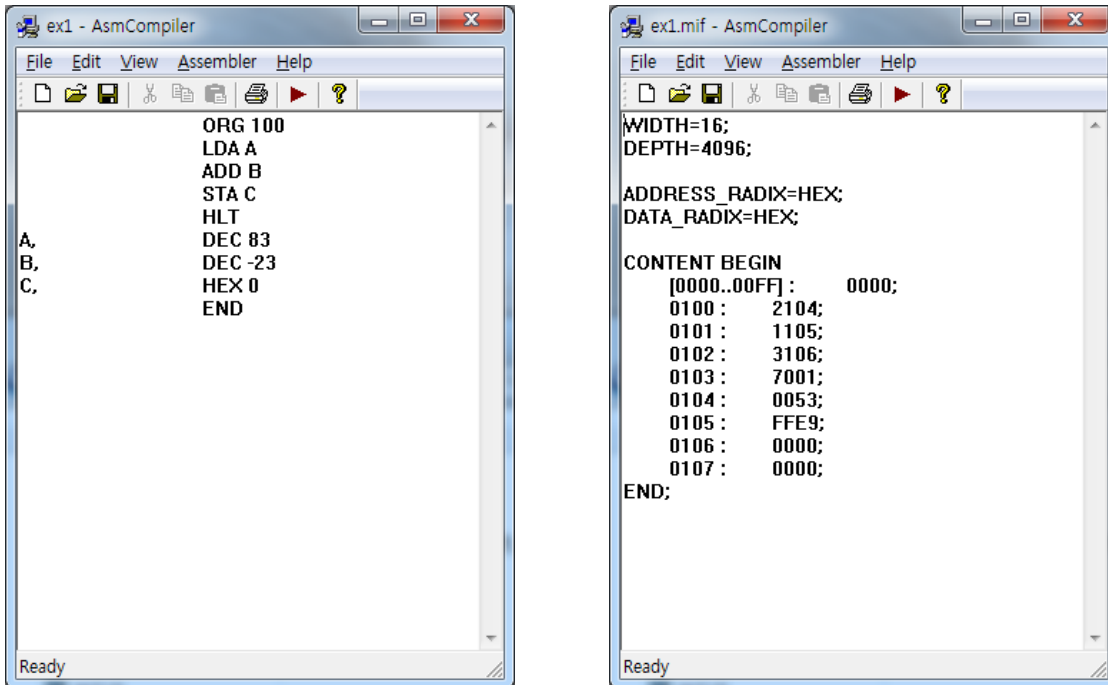 ex1 - AsmCompiler
File Edit View Assembler Help
ORG 100
LDA A
ADD B
STA C
HLT
A, DEC 83
B, DEC -23
C, HEX 0
END
Ready
ex1.mif - AsmCompiler
File Edit View Assembler Help
WIDTH=16;
DEPTH=4096;
ADDRESS_RADIX=HEX;
DATA_RADIX=HEX;
CONTENT BEGIN
[0000..00FF] : 0000;
0100 : 2104;
0101 : 1105;
0102 : 3106;
0103 : 7001;
0104 : 0053;
0105 : FFE9;
0106 : 0000;
0107 : 0000;
END;
Ready